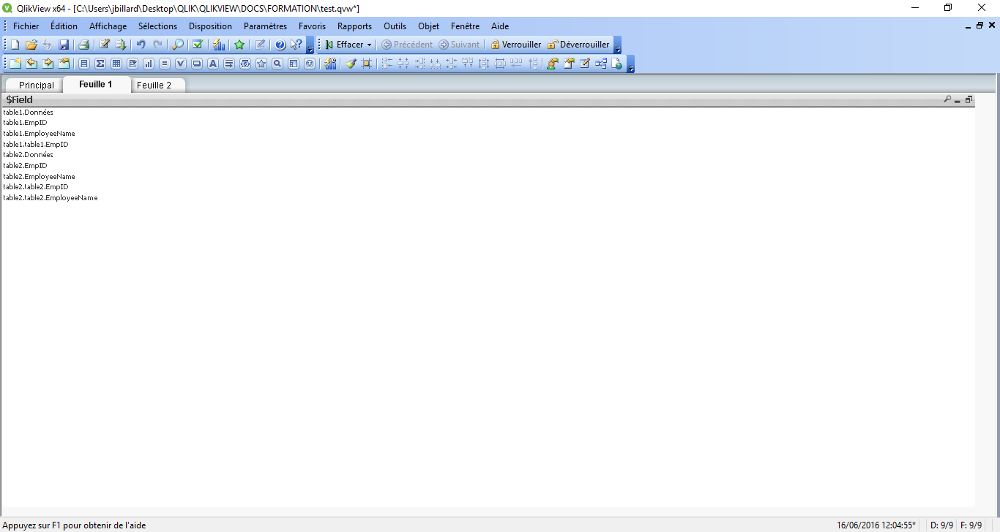 QlikView x64 - [C:\Users\jbillard\Desktop\QLIK\QLIKVIEW\DOCS\FORMATION\test.qvw*]
Fichier Édition Affichage Sélections Disposition Paramètres Favoris Rapports Outils Objet Fenêtre Aide
Effacer Précédent Suivant Verrouiller Déverrouiller
Principal Feuille 1 Feuille 2
$Field
table1.Données
table1.EmpID
table1.EmployeeName
table1.table1.EmpID
table2.Données
table2.EmpID
table2.EmployeeName
table2.table2.EmpID
table2.table2.EmployeeName
Appuyez sur F1 pour obtenir de l'aide 16/06/2016 12:04:55* D: 9/9 F: 9/9